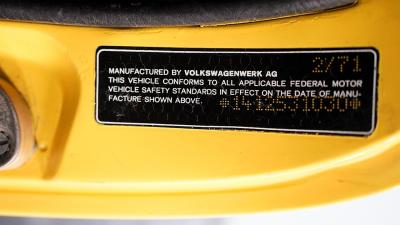 2/71
MANUFACTURED BY VOLKSWAGENWERK AG
THIS VEHICLE CONFORMS TO ALL APPLICABLE FEDERAL MOTOR
VEHICLE SAFETY STANDARDS IN EFFECT ON THE DATE OF MANU-
FACTURE SHOWN ABOVE. *1412531030*